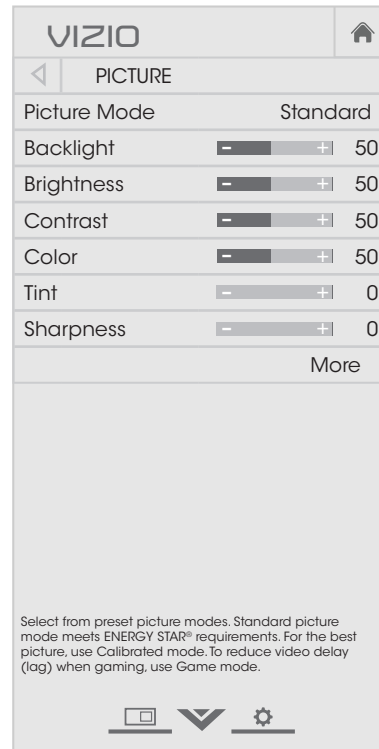 VIZIO
PICTURE
Picture Mode Standard
Backlight - + 50
Brightness - + 50
Contrast - + 50
Color - + 50
Tint - + 0
Sharpness - + 0
More
Select from preset picture modes. Standard picture
mode meets ENERGY STAR® requirements. For the best
picture, use Calibrated mode. To reduce video delay
(lag) when gaming, use Game mode.